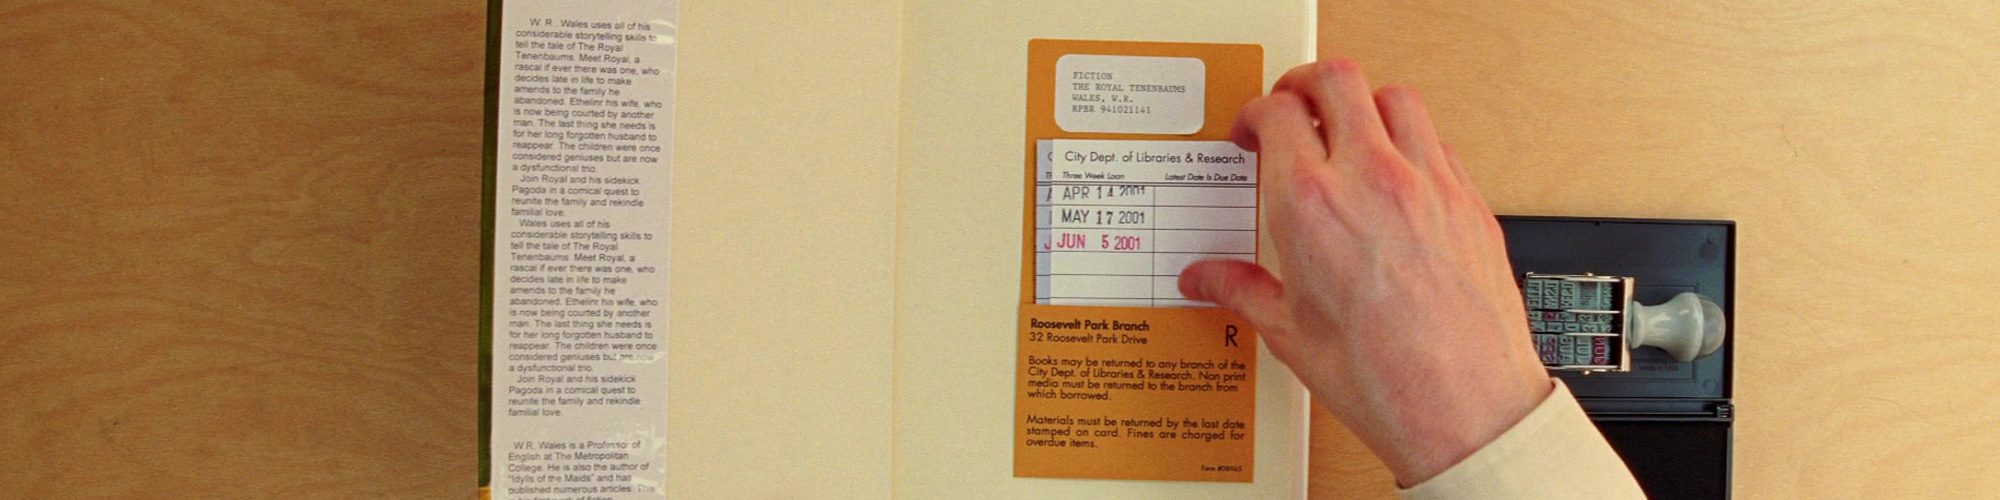 W. R. Wales uses all of his
considerable storytelling skills to
tell the tale of The Royal
Tenenbaums. Meet Royal, a
rascal if ever there was one, who
decides late in life to make
amends to the family he
abandoned. Ethelinr his wife, who
is now being courted by another
man. The last thing she needs is
for her long forgotten husband to
reappear. The children were once
considered geniuses but are now
a dysfunctional trio.
Join Royal and his sidekick
Pagoda in a comical quest to
reunite the family and rekindle
familial love.
Wales uses all of his
considerable storytelling skills to
tell the tale of The Royal
Tenenbaums. Meet Royal, a
rascal if ever there was one, who
decides late in life to make
amends to the family he
abandoned. Ethelinr his wife, who
is now being courted by another
man. The last thing she needs is
for her long forgotten husband to
reappear. The children were once
considered geniuses but are now
a dysfunctional trio.
Join Royal and his sidekick
Pagoda in a comical quest to
reunite the family and rekindle
familial love.
W.R. Wales is a Professor of
English at The Metropolitan
College. He is also the author of
"Idylls of the Maids" and has
published numerous articles. This
FICTION
THE ROYAL TENENBAUMS
WALES, W.R.
RPBR 941021141
City Dept. of Libraries & Research
Three Week Loan Latest Date Is Due Date
APR 14 2001
MAY 17 2001
JUN 5 2001
Roosevelt Park Branch
32 Roosevelt Park Drive
R
Books may be returned to any branch of the
City Dept. of Libraries & Research. Non print
media must be returned to the branch from
which borrowed.
Materials must be returned by the last date
stamped on card. Fines are charged for
overdue items.
Form #08965